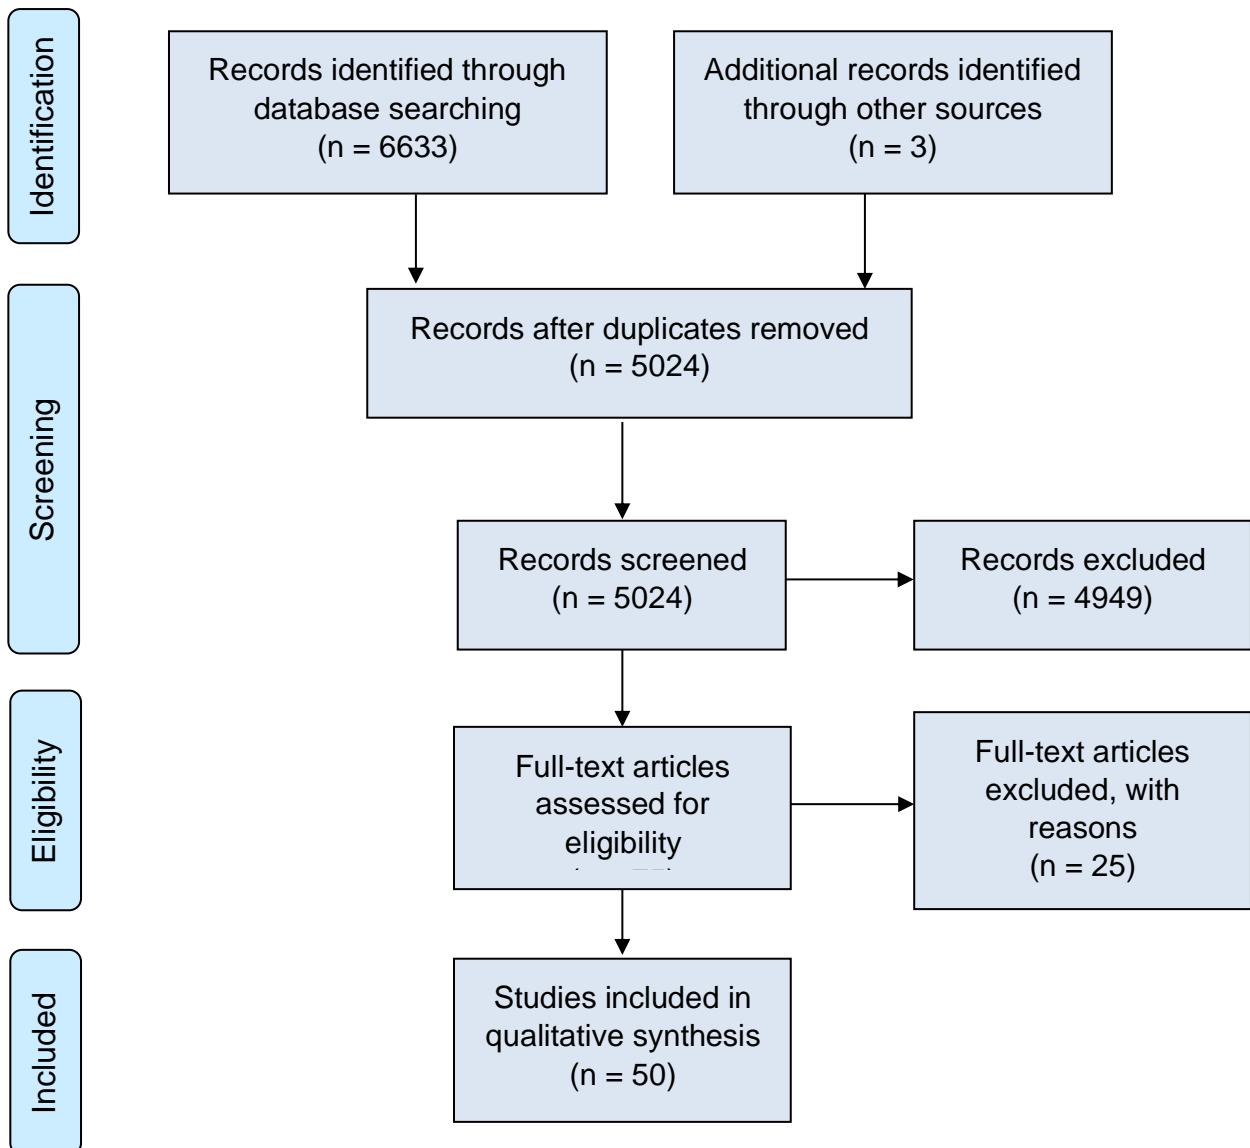 Identification
Records identified through
database searching
(n = 6633)
Additional records identified
through other sources
(n = 3)
Screening
Records after duplicates removed
(n = 5024)
Records screened
(n = 5024)
Records excluded
(n = 4949)
Eligibility
Full-text articles
assessed for
eligibility
Full-text articles
excluded, with
reasons
(n = 25)
Included
Studies included in
qualitative synthesis
(n = 50)